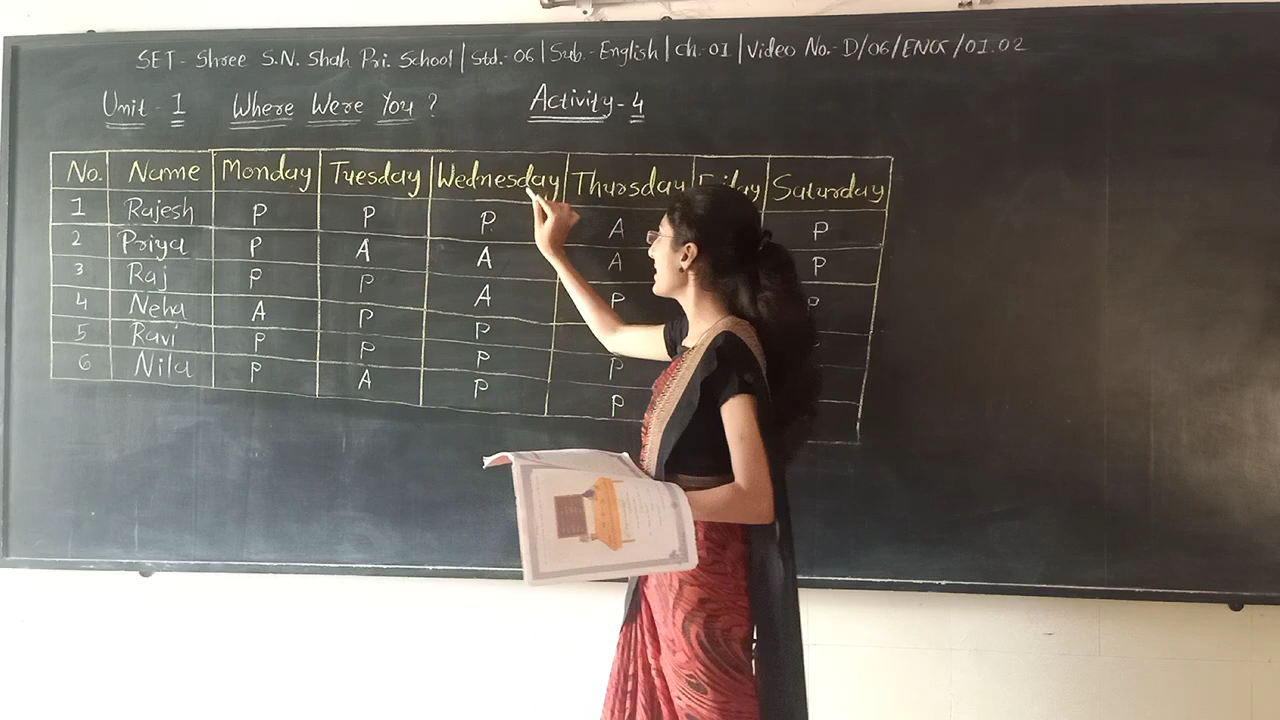 SET - Shree S.N. Shah Pri. School | Std.- 06 | Sub.- English | Ch.-01 | Video No.- D/06/ENG/01.02
Unit - 1 Where Were You? Activity - 4
No. Name Monday Tuesday Wednesday Thursday Friday Saturday
1 Rajesh P P P A P
2 Priya P A A A P
3 Raj P P A P P
4 Neha A P P
5 Ravi P P P P
6 Nila P A P P